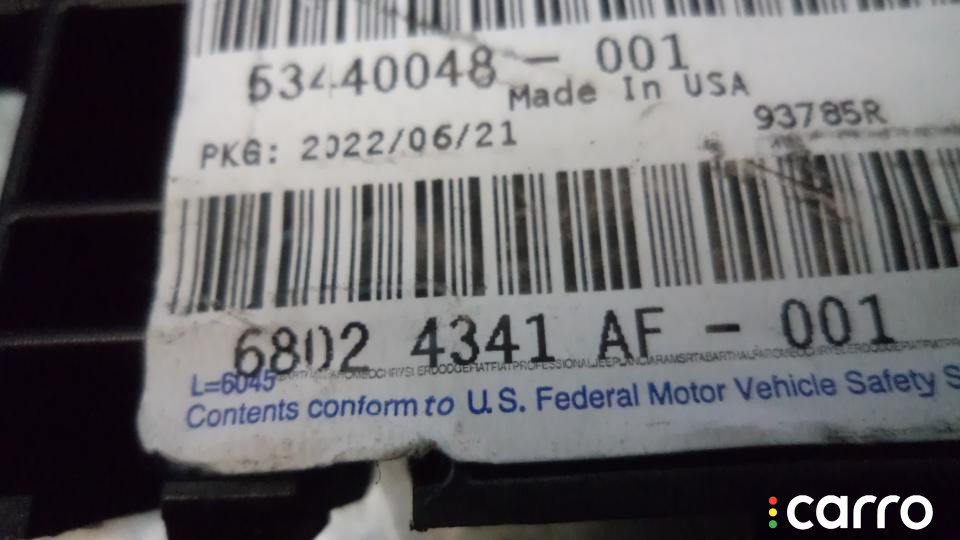 53440048 - 001
Made In USA
93785R
PKG: 2022/06/21
6802 4341 AF - 001
L=6045
Contents conform to U.S. Federal Motor Vehicle Safety S
carro